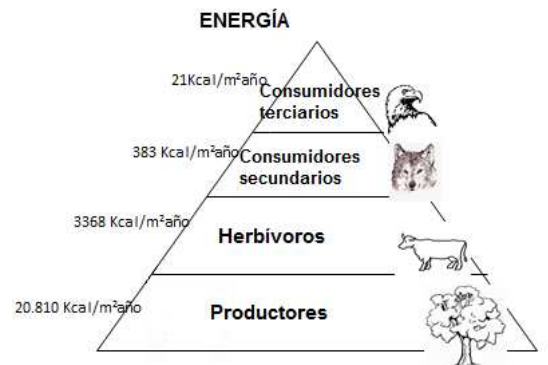 ENERGÍA
21Kcal/m²año
Consumidores
terciarios
383 Kcal/m²año
Consumidores
secundarios
3368 Kcal/m²año
Herbívoros
20.810 Kcal/m²año
Productores